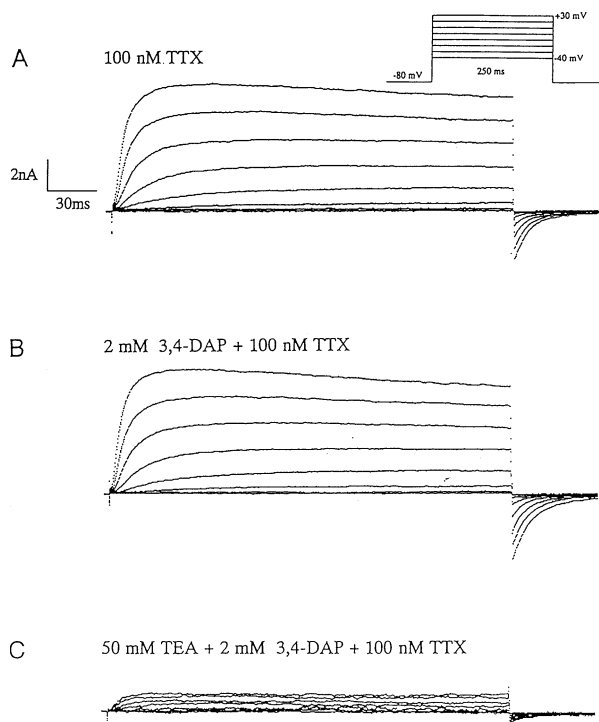 +30 mV
A
100 nM TTX
-40 mV
-80 mV
250 ms
2nA
30ms
B
2 mM 3,4-DAP + 100 nM TTX
C
50 mM TEA + 2 mM 3,4-DAP + 100 nM TTX